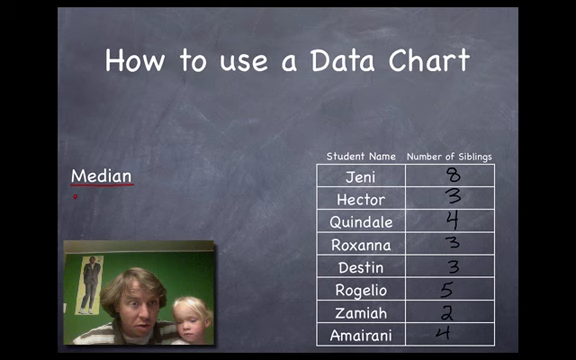 How to use a Data Chart
Median
Student Name Number of Siblings
Jeni 8
Hector 3
Quindale 4
Roxanna 3
Destin 3
Rogelio 5
Zamiah 2
Amairani 4